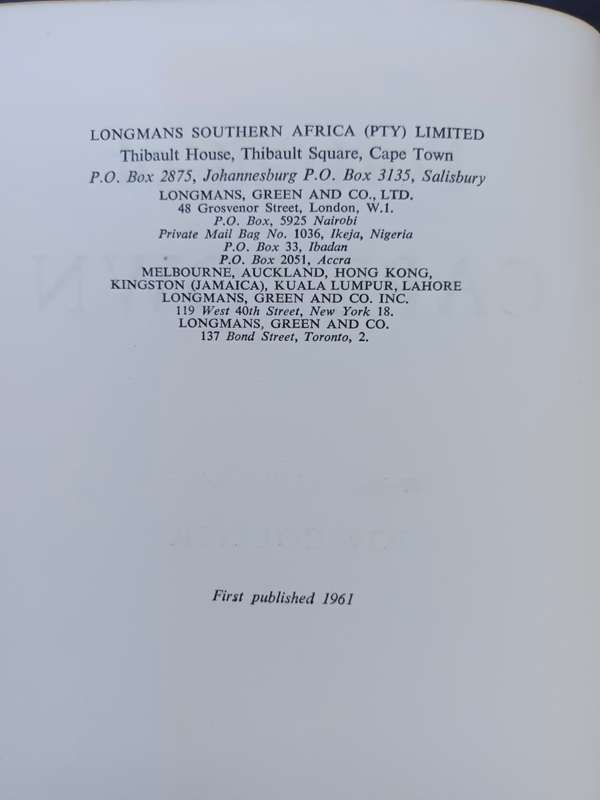 LONGMANS SOUTHERN AFRICA (PTY) LIMITED
Thibault House, Thibault Square, Cape Town
P.O. Box 2875, Johannesburg P.O. Box 3135, Salisbury
LONGMANS, GREEN AND CO., LTD.
48 Grosvenor Street, London, W.1.
P.O. Box, 5925 Nairobi
Private Mail Bag No. 1036, Ikeja, Nigeria
P.O. Box 33, Ibadan
P.O. Box 2051, Accra
MELBOURNE, AUCKLAND, HONG KONG,
KINGSTON (JAMAICA), KUALA LUMPUR, LAHORE
LONGMANS, GREEN AND CO. INC.
119 West 40th Street, New York 18.
LONGMANS, GREEN AND CO.
137 Bond Street, Toronto, 2.
First published 1961